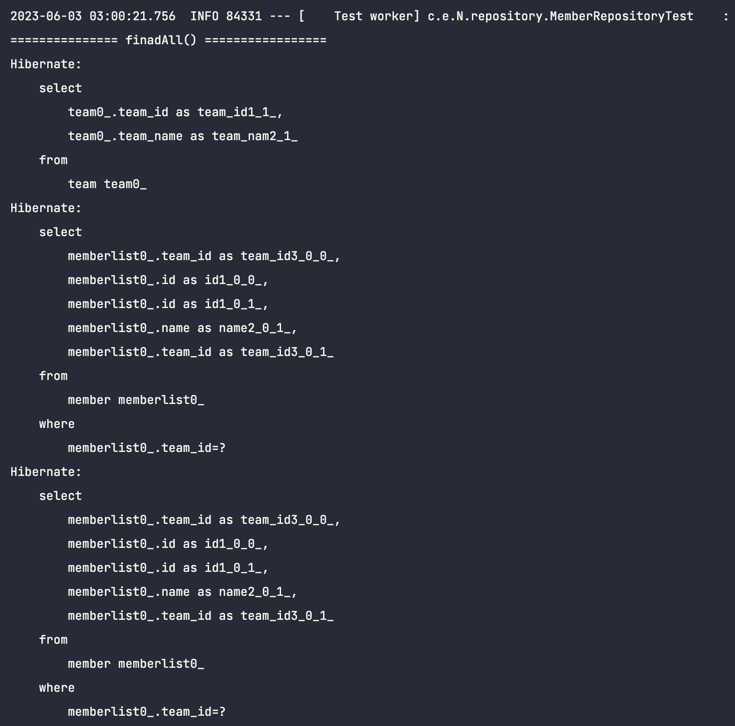 2023-06-03 03:00:21.756  INFO 84331 --- [    Test worker] c.e.N.repository.MemberRepositoryTest    :
=============== finadAll() =================
Hibernate:
    select
        team0_.team_id as team_id1_1_,
        team0_.team_name as team_nam2_1_
    from
        team team0_
Hibernate:
    select
        memberlist0_.team_id as team_id3_0_0_,
        memberlist0_.id as id1_0_0_,
        memberlist0_.id as id1_0_1_,
        memberlist0_.name as name2_0_1_,
        memberlist0_.team_id as team_id3_0_1_
    from
        member memberlist0_
    where
        memberlist0_.team_id=?
Hibernate:
    select
        memberlist0_.team_id as team_id3_0_0_,
        memberlist0_.id as id1_0_0_,
        memberlist0_.id as id1_0_1_,
        memberlist0_.name as name2_0_1_,
        memberlist0_.team_id as team_id3_0_1_
    from
        member memberlist0_
    where
        memberlist0_.team_id=?